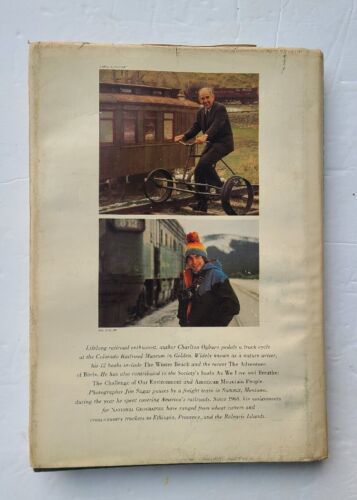 Lifelong railroad enthusiast, author Charlton Ogburn pedals a track cycle
at the Colorado Railroad Museum in Golden. Widely known as a nature writer,
his 12 books include The Winter Beach and the newer The Adventure
of Birds. He has also contributed to the Society's books As We Live and Breathe:
The Challenge of Our Environment and American Mountain People.
Photographer Jim Sugar pauses by a freight train in Summit, Montana,
during the year he spent covering America's railroads. Since 1968, his assignments
for National Geographic have ranged from wheat cutters and
cross-country truckers to Ethiopia, Provence, and the Balearic Islands.